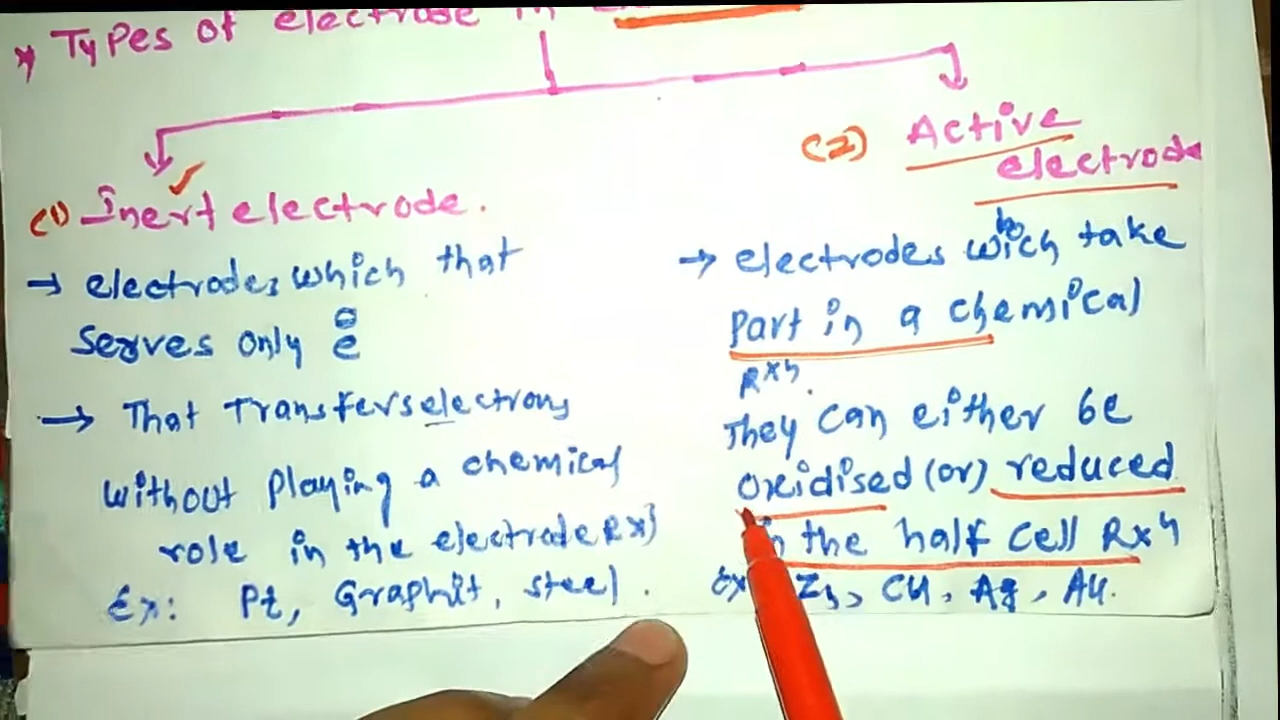 * Types of electrode in
(1) Inert electrode.
→ electrodes which that
serves only e⊖
→ That Transfers electrons
without playing a chemical
role in the electrode Rxn
Ex: Pt, Graphit, steel.
(2) Active
electrode
→ electrodes wich take
Part in a chemical
Rxn.
They can either be
oxidised (or) reduced
the half cell Rxn
Ex Zn, Cu, Ag, Au.